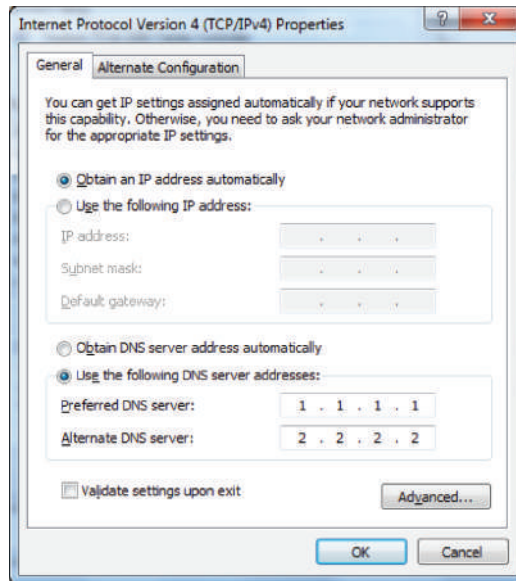 Internet Protocol Version 4 (TCP/IPv4) Properties
General
Alternate Configuration
You can get IP settings assigned automatically if your network supports
this capability. Otherwise, you need to ask your network administrator
for the appropriate IP settings.
Obtain an IP address automatically
Use the following IP address:
IP address: . . .
Subnet mask: . . .
Default gateway: . . .
Obtain DNS server address automatically
Use the following DNS server addresses:
Preferred DNS server: 1 . 1 . 1 . 1
Alternate DNS server: 2 . 2 . 2 . 2
Validate settings upon exit
Advanced...
OK
Cancel